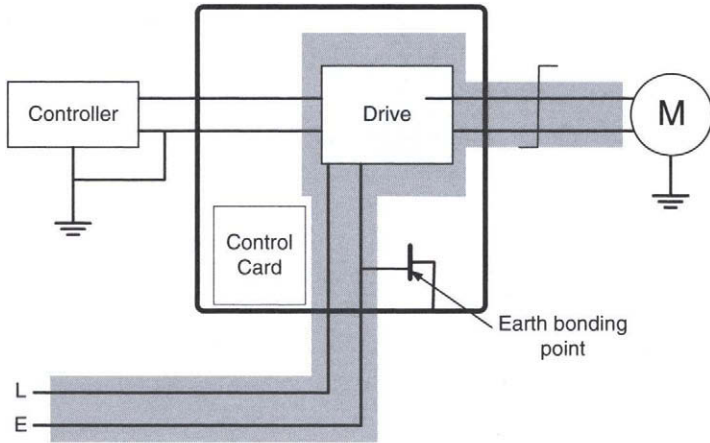 Controller
Drive
M
Control
Card
Earth bonding
point
L
E